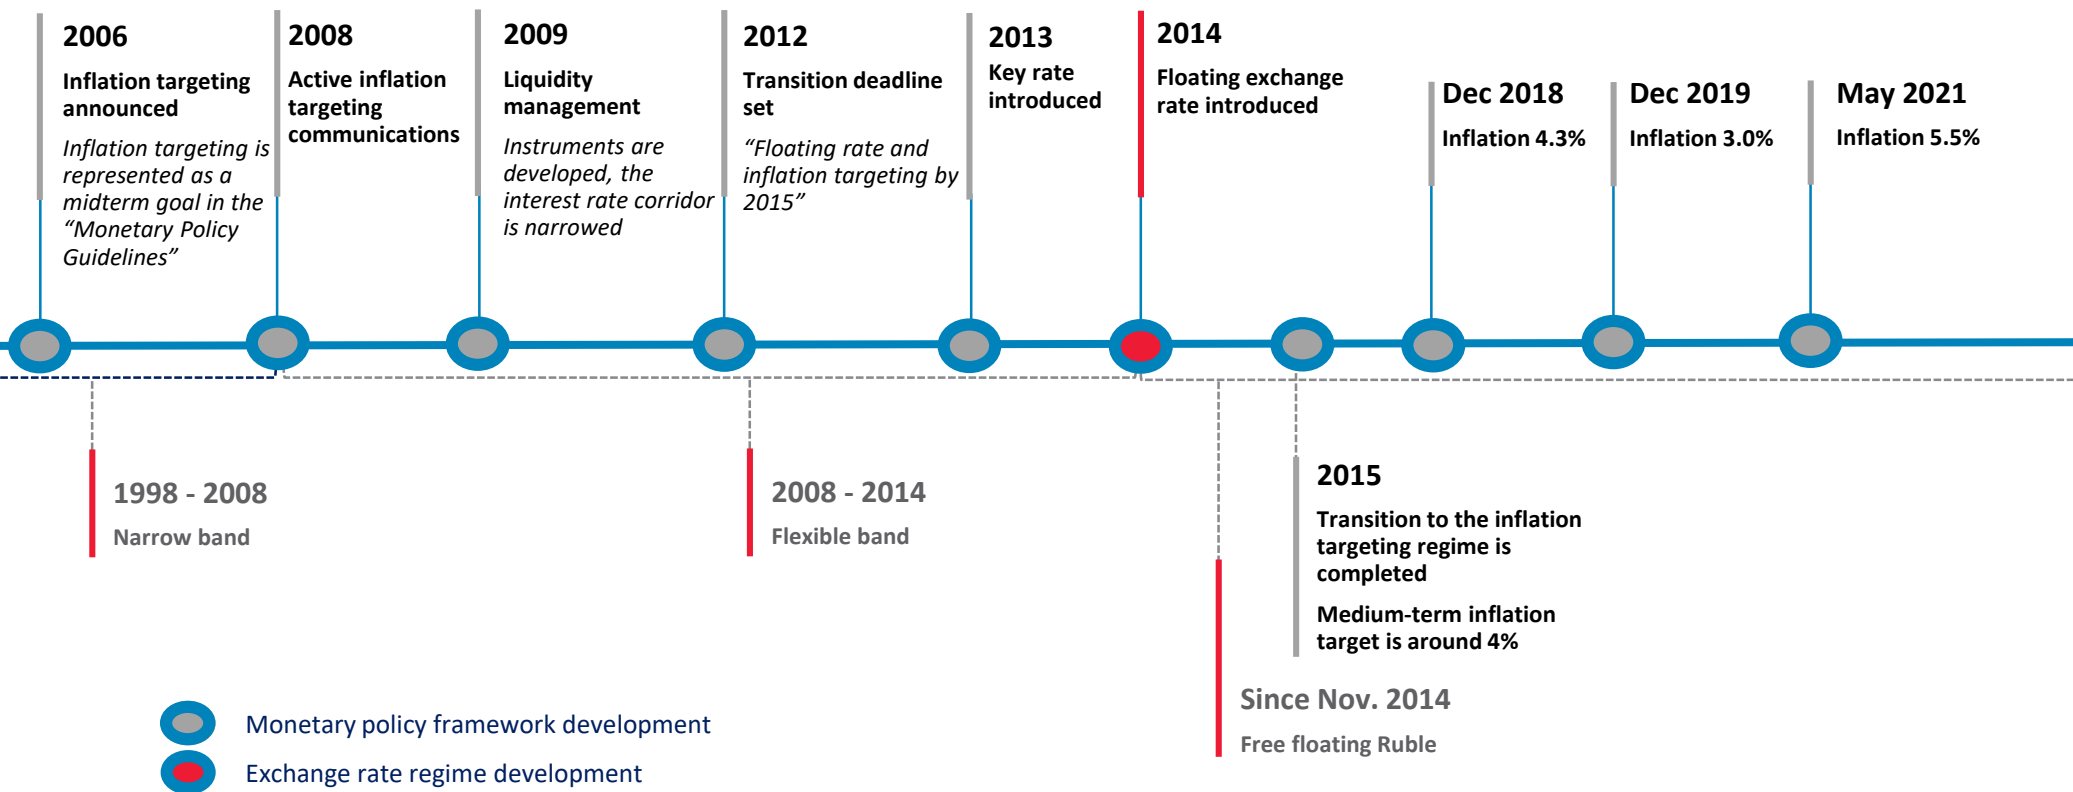 2006
Inflation targeting
announced
Inflation targeting is
represented as a
midterm goal in the
“Monetary Policy
Guidelines”
2008
Active inflation
targeting
communications
2009
Liquidity
management
Instruments are
developed, the
interest rate corridor
is narrowed
2012
Transition deadline
set
“Floating rate and
inflation targeting by
2015”
2013
Key rate
introduced
2014
Floating exchange
rate introduced
Dec 2018
Inflation 4.3%
Dec 2019
Inflation 3.0%
May 2021
Inflation 5.5%
1998 - 2008
Narrow band
2008 - 2014
Flexible band
2015
Transition to the inflation
targeting regime is
completed
Medium-term inflation
target is around 4%
Since Nov. 2014
Free floating Ruble
Monetary policy framework development
Exchange rate regime development